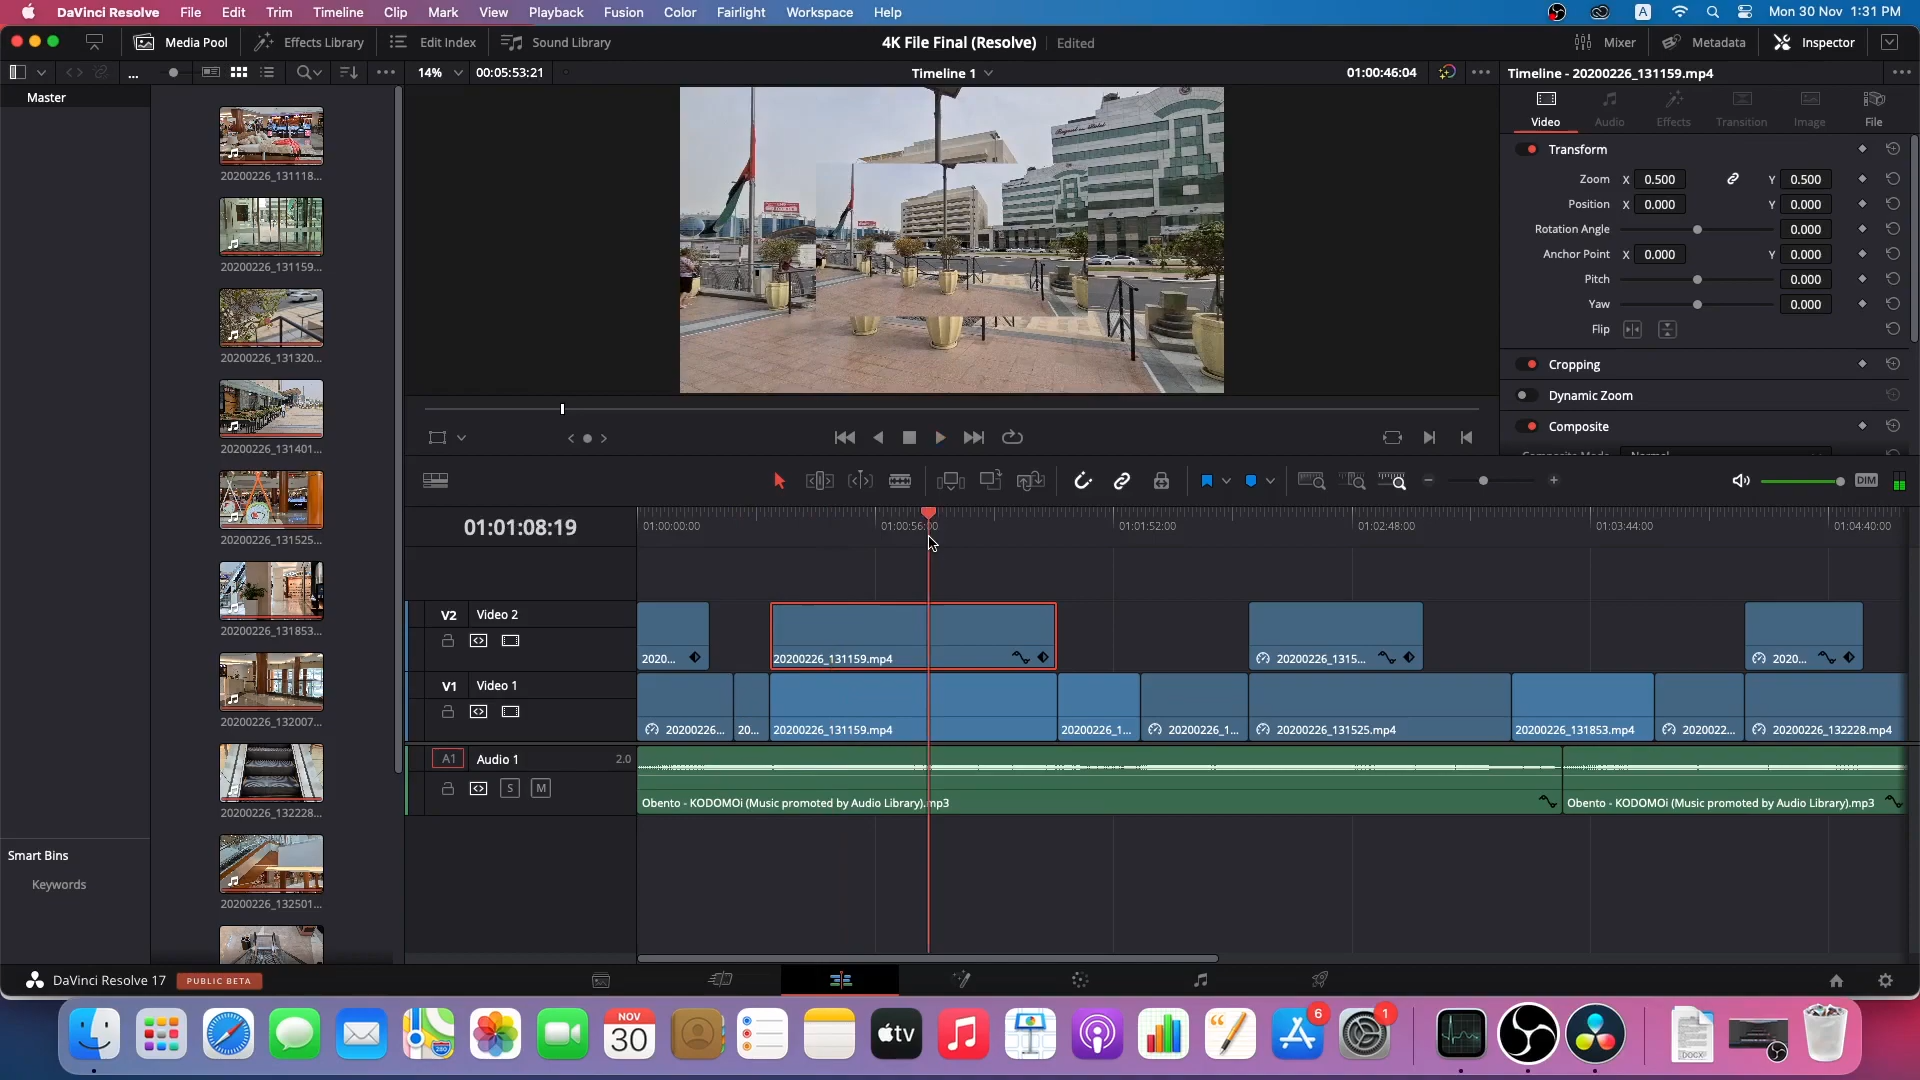 DaVinci Resolve File Edit Trim Timeline Clip Mark View Playback Fusion Color Fairlight Workspace Help A Mon 30 Nov 1:31 PM
Media Pool Effects Library Edit Index Sound Library 4K File Final (Resolve) Edited Mixer Metadata Inspector
14% 00:05:53:21 Timeline 1 01:00:46:04 Timeline - 20200226_131159.mp4
Master
Video Audio Effects Transition Image File
Transform
Zoom X 0.500 Y 0.500
Position X 0.000 Y 0.000
Rotation Angle 0.000
Anchor Point X 0.000 Y 0.000
Pitch 0.000
Yaw 0.000
Flip
Cropping
Dynamic Zoom
Composite
20200226_131118...
20200226_131159...
20200226_131320...
20200226_131401...
20200226_131525...
20200226_131853...
20200226_132007...
20200226_132228...
20200226_132501...
Smart Bins
Keywords
DIM
01:01:08:19
01:00:00:00 01:00:56:00 01:01:52:00 01:02:48:00 01:03:44:00 01:04:40:00
V2 Video 2
2020... 20200226_131159.mp4 20200226_1315... 2020...
V1 Video 1
20200226... 20... 20200226_131159.mp4 20200226_1... 20200226_1... 20200226_131525.mp4 20200226_131853.mp4 2020022... 20200226_132228.mp4
A1 Audio 1 2.0
S M
Obento - KODOMOi (Music promoted by Audio Library).mp3 Obento - KODOMOi (Music promoted by Audio Library).mp3
DaVinci Resolve 17 PUBLIC BETA
NOV
30
280
tv
6
1
DOCX